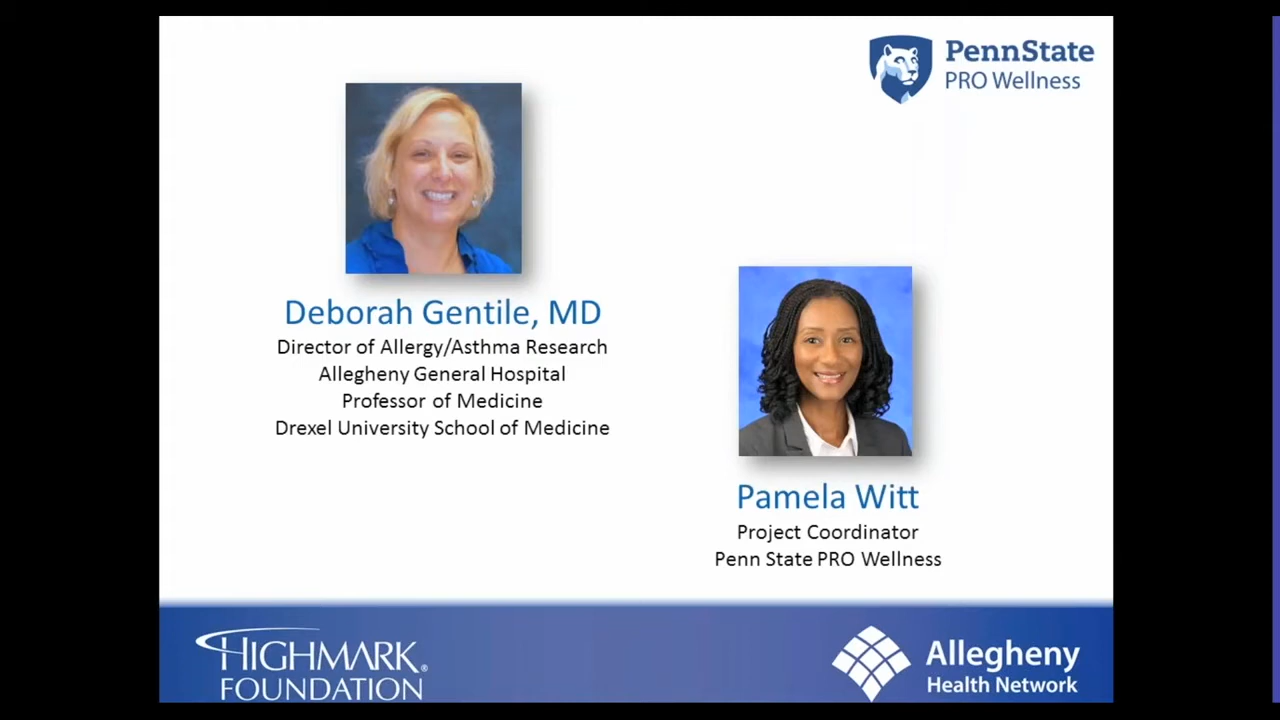 PennState
PRO Wellness
Deborah Gentile, MD
Director of Allergy/Asthma Research
Allegheny General Hospital
Professor of Medicine
Drexel University School of Medicine
Pamela Witt
Project Coordinator
Penn State PRO Wellness
HIGHMARK®
FOUNDATION
Allegheny
Health Network